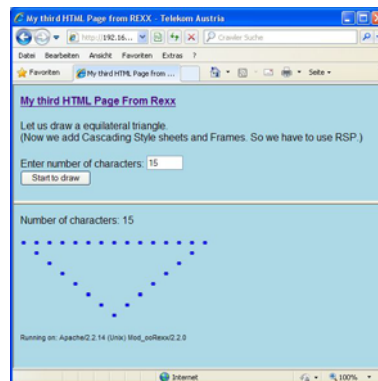 My third HTML Page from REXX - Telekom Austria
http://192.16...
Crawler Suche
Datei Bearbeiten Ansicht Favoriten Extras ?
Favoriten My third HTML Page from ... Seite
My third HTML Page From Rexx
Let us draw a equilateral triangle.
(Now we add Cascading Style sheets and Frames. So we have to use RSP.)
Enter number of characters: 15
Start to draw
Number of characters: 15
Running on: Apache/2.2.14 (Unix) Mod_ooRexx/2.2.0
Internet 100%